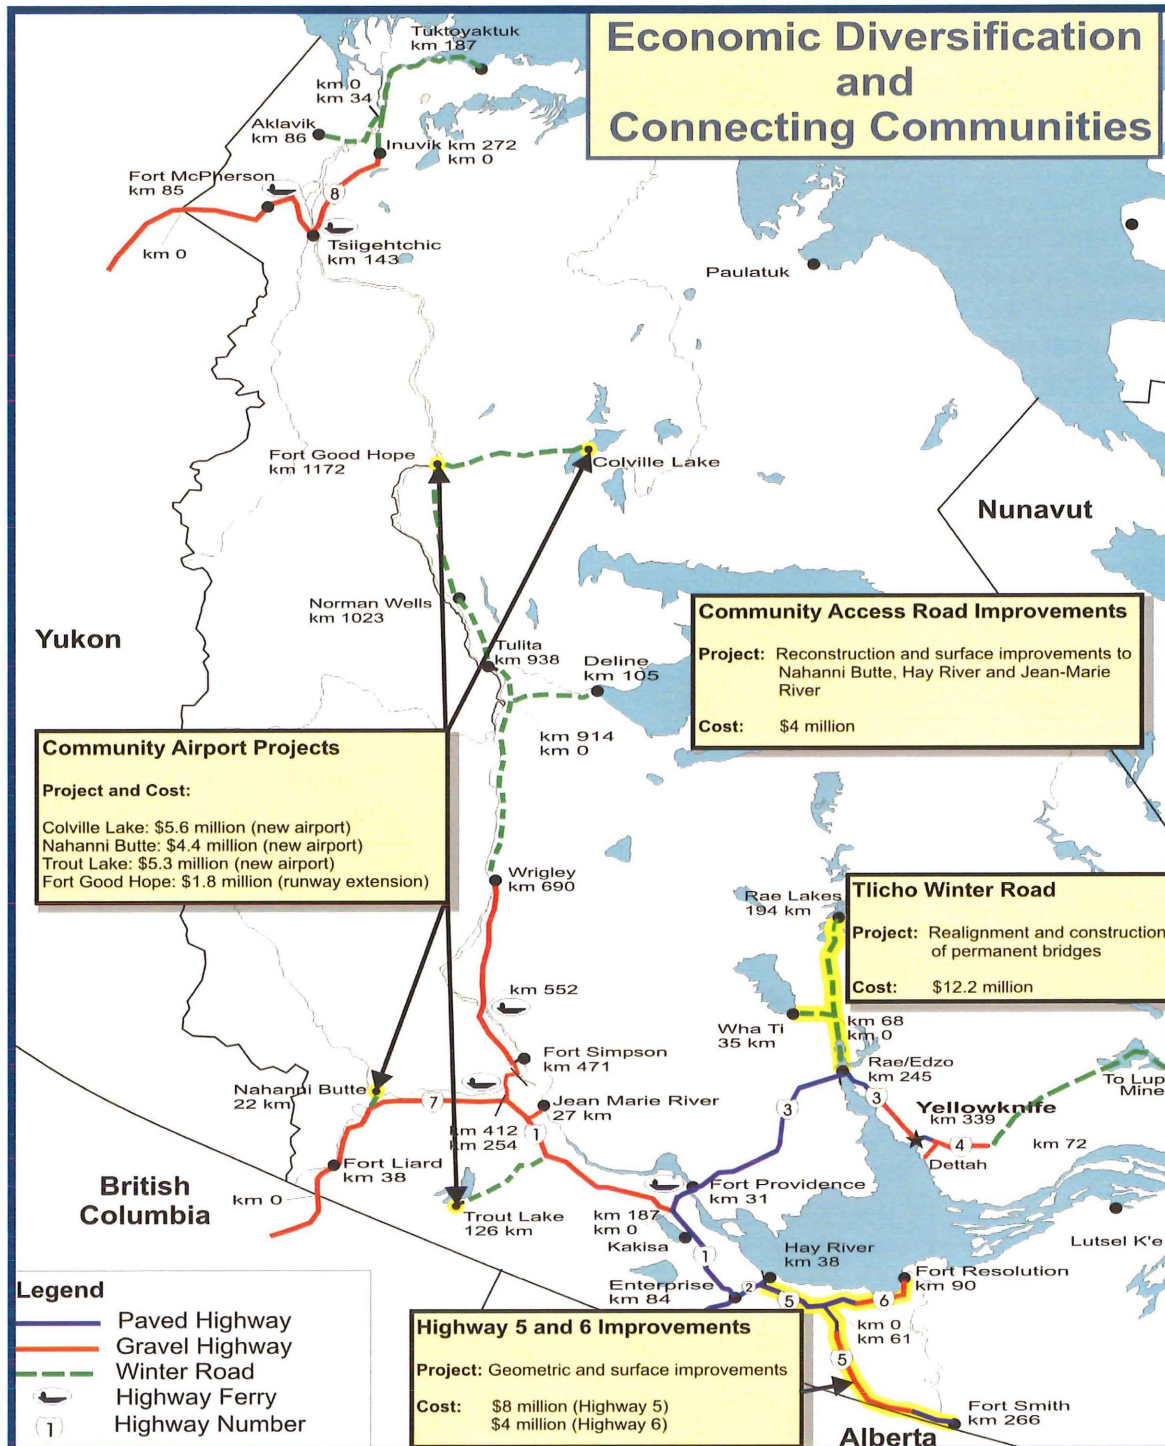 Economic Diversification
and
Connecting Communities
Tuktoyaktuk
km 187
km 0
km 34
Aklavik
km 86
Inuvik km 272
km 0
Fort McPherson
km 85
8
km 0
Tsiigehtchic
km 143
Paulatuk
Fort Good Hope
km 1172
Colville Lake
Nunavut
Norman Wells
km 1023
Yukon
Tulita
km 938
Deline
km 105
km 914
km 0
Community Access Road Improvements
Project: Reconstruction and surface improvements to
Nahanni Butte, Hay River and Jean-Marie
River
Cost: $4 million
Community Airport Projects
Project and Cost:
Colville Lake: $5.6 million (new airport)
Nahanni Butte: $4.4 million (new airport)
Trout Lake: $5.3 million (new airport)
Fort Good Hope: $1.8 million (runway extension)
Wrigley
km 690
Rae Lakes
194 km
Tlicho Winter Road
Project: Realignment and construction
of permanent bridges
Cost: $12.2 million
km 552
Wha Ti
35 km
km 68
km 0
Fort Simpson
km 471
Rae/Edzo
km 245
To Lup
Mine
Nahanni Butte
22 km
7
Jean Marie River
27 km
3
3
Yellowknife
km 339
km 412
km 254
1
4
km 72
Dettah
Fort Liard
km 38
km 0
British
Columbia
Trout Lake
126 km
Fort Providence
km 31
km 187
km 0
Kakisa
1
Lutsel K'e
Hay River
km 38
Enterprise
km 84
2
5
6
Fort Resolution
km 90
km 0
km 61
5
Fort Smith
km 266
Alberta
Highway 5 and 6 Improvements
Project: Geometric and surface improvements
Cost: $8 million (Highway 5)
$4 million (Highway 6)
Legend
Paved Highway
Gravel Highway
Winter Road
Highway Ferry
1 Highway Number